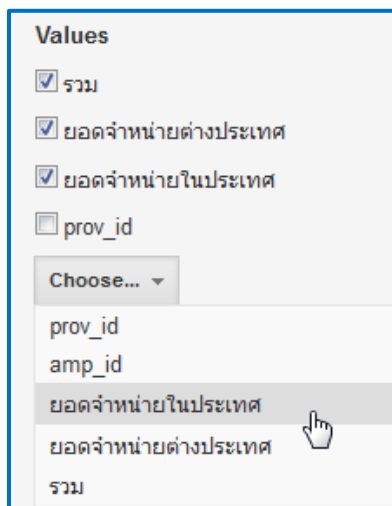 Values
รวม
ยอดจำหน่ายต่างประเทศ
ยอดจำหน่ายในประเทศ
prov_id
Choose...
prov_id
amp_id
ยอดจำหน่ายในประเทศ
ยอดจำหน่ายต่างประเทศ
รวม